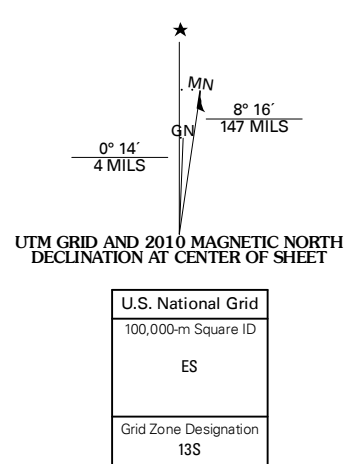 ★
MN
8° 16´
147 MILS
GN
0° 14´
4 MILS
UTM GRID AND 2010 MAGNETIC NORTH
DECLINATION AT CENTER OF SHEET
U.S. National Grid
100,000-m Square ID
ES
Grid Zone Designation
13S